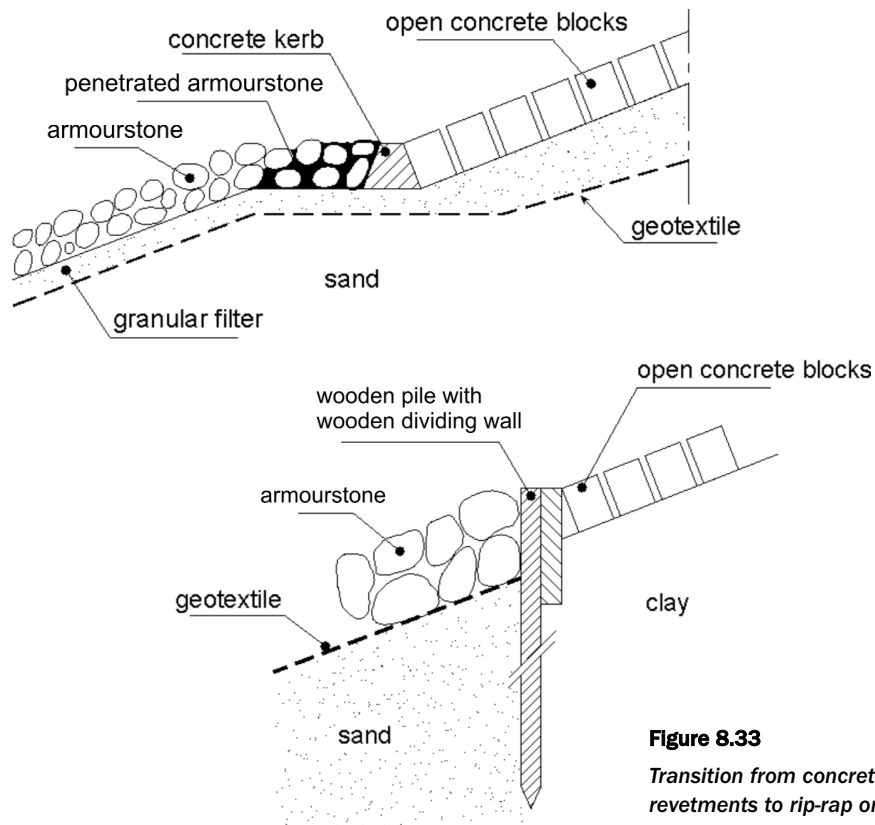 open concrete blocks
concrete kerb
penetrated armourstone
armourstone
geotextile
sand
granular filter
open concrete blocks
wooden pile with
wooden dividing wall
armourstone
geotextile
clay
sand
Figure 8.33
Transition from concret
revetments to rip-rap or